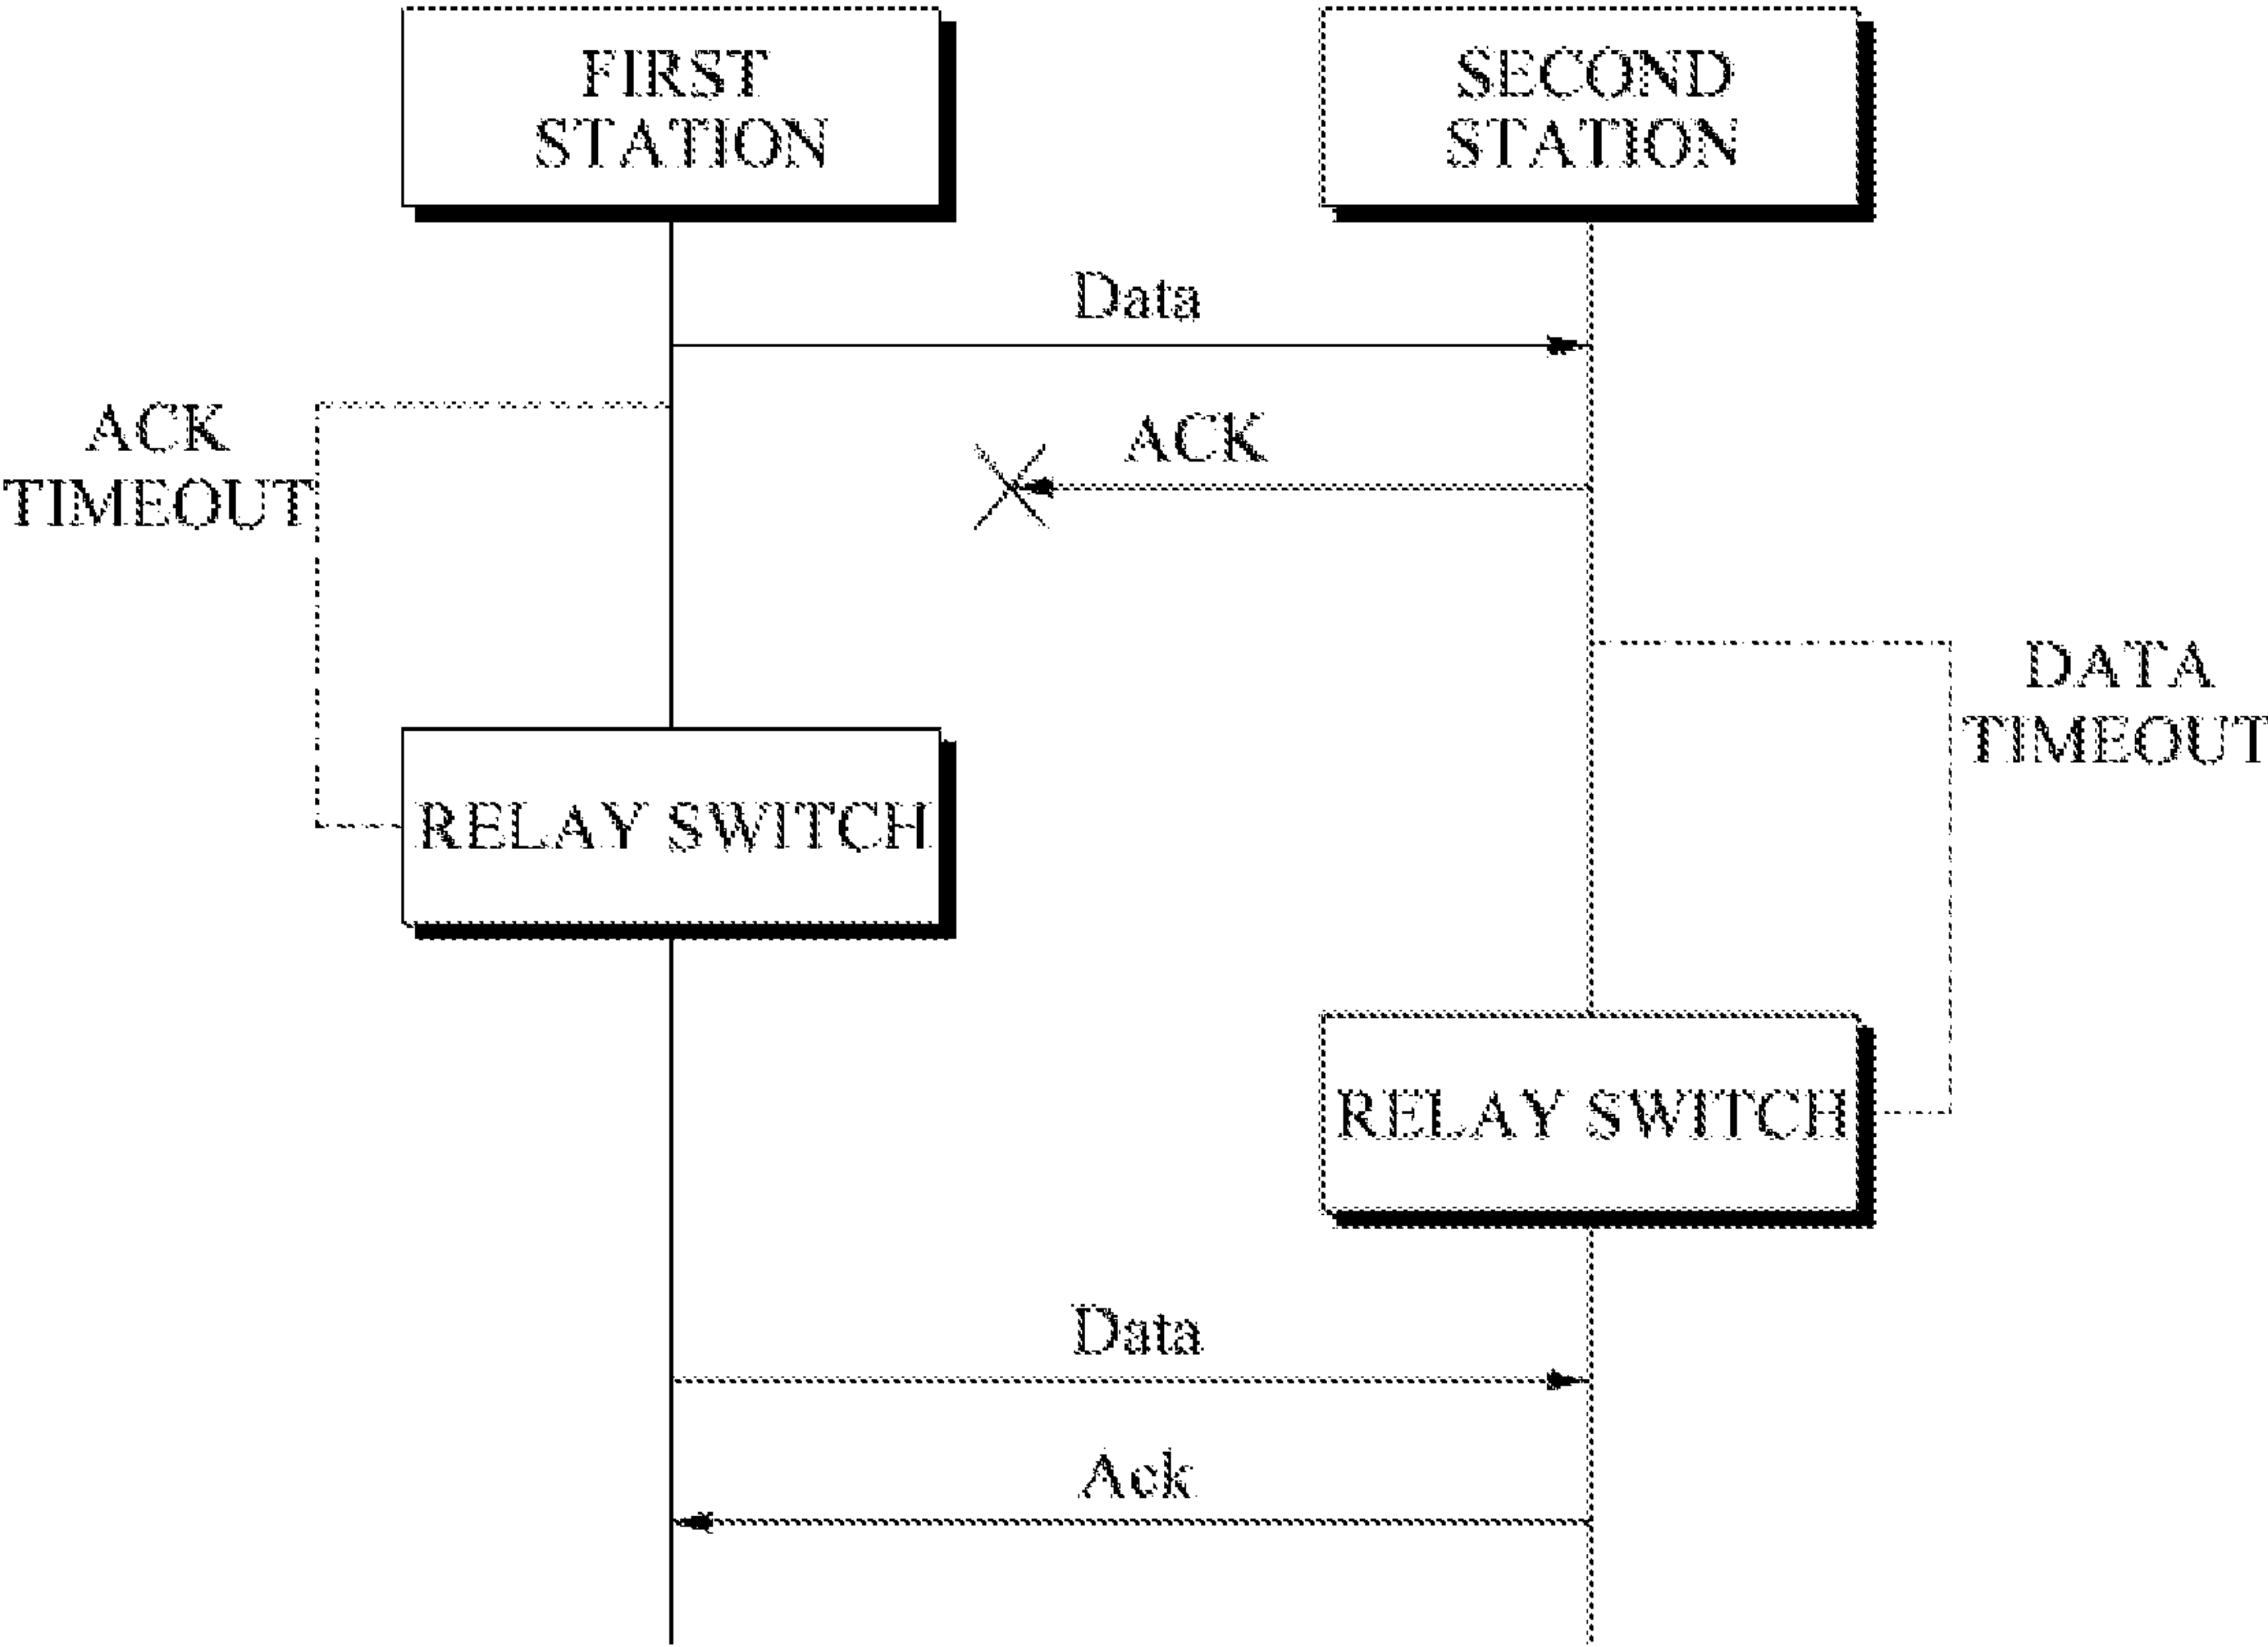 FIRST
STATION
SECOND
STATION
Data
ACK
TIMEOUT
ACK
DATA
TIMEOUT
RELAY SWITCH
RELAY SWITCH
Data
Ack